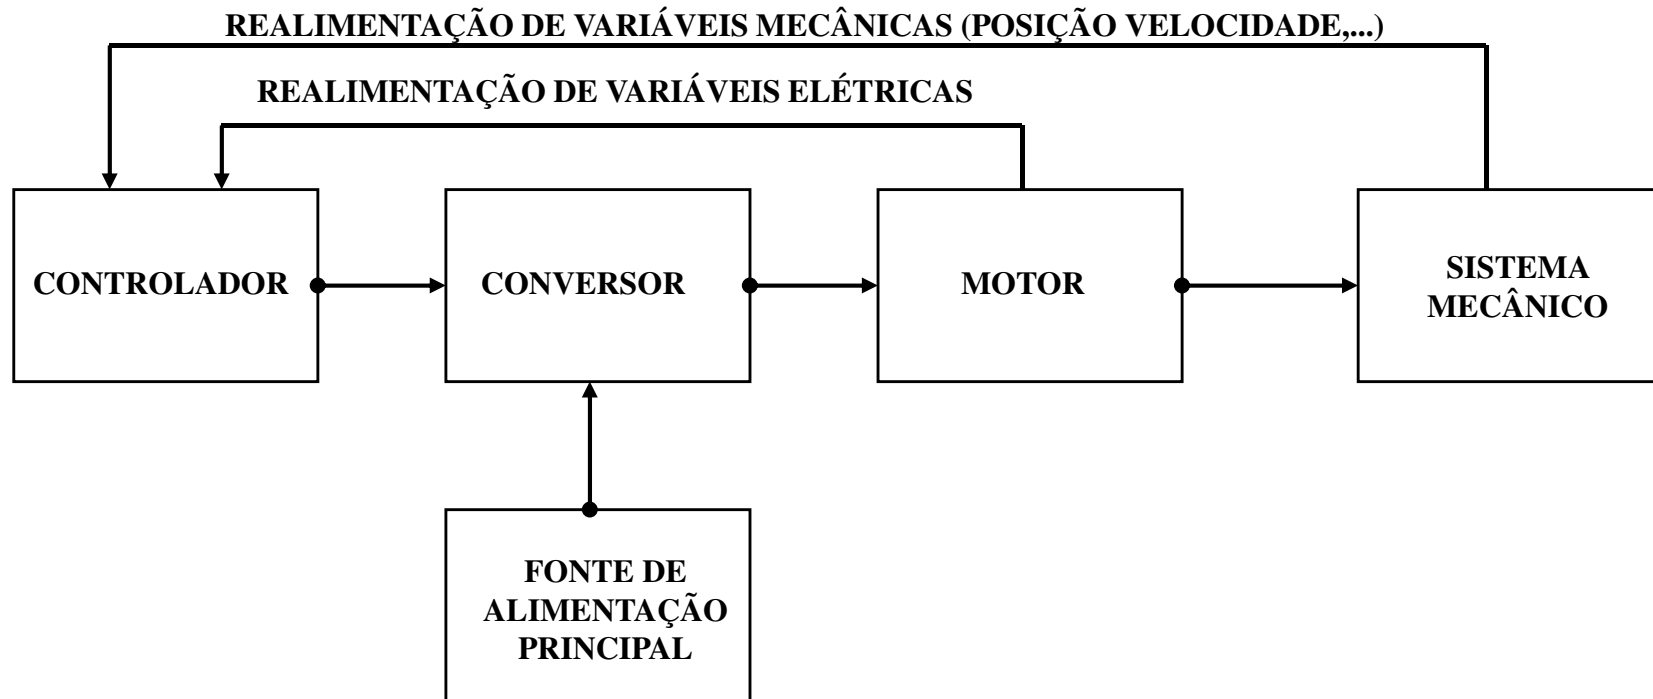 REALIMENTAÇÃO DE VARIÁVEIS MECÂNICAS (POSIÇÃO VELOCIDADE,...)
REALIMENTAÇÃO DE VARIÁVEIS ELÉTRICAS
CONTROLADOR
CONVERSOR
MOTOR
SISTEMA
MECÂNICO
FONTE DE
ALIMENTAÇÃO
PRINCIPAL